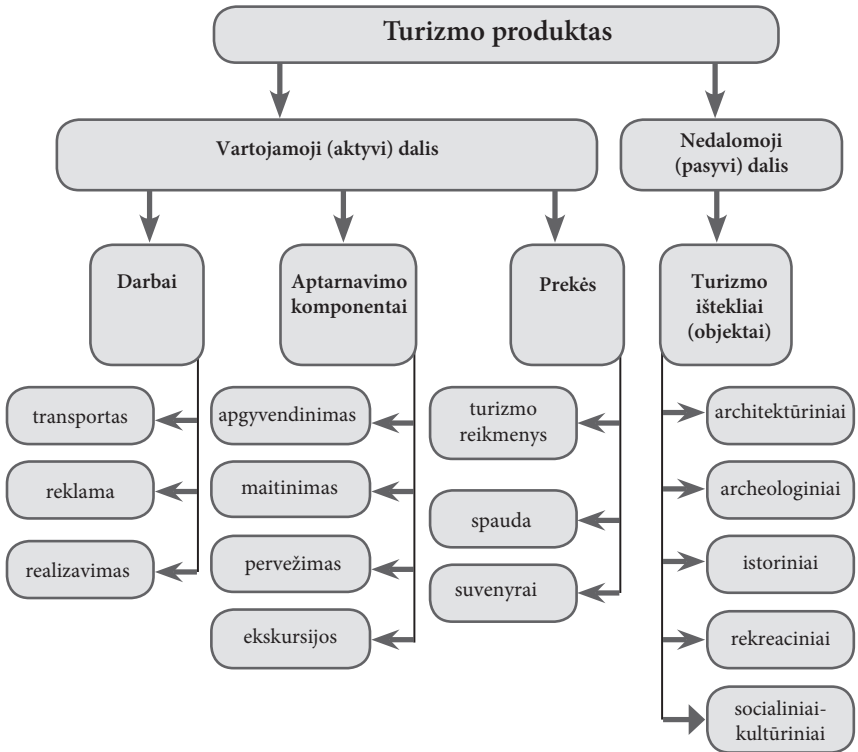 Turizmo produktas
Vartojamoji (aktyvi) dalis
Nedalomoji
(pasyvi) dalis
Darbai
Aptarnavimo
komponentai
Prekės
Turizmo
ištekliai
(objektai)
transportas
reklama
realizavimas
apgyvendinimas
maitinimas
pervežimas
ekskursijos
turizmo
reikmenys
spauda
suvenyrai
architektūriniai
archeologiniai
istoriniai
rekreaciniai
socialiniai-
kultūriniai